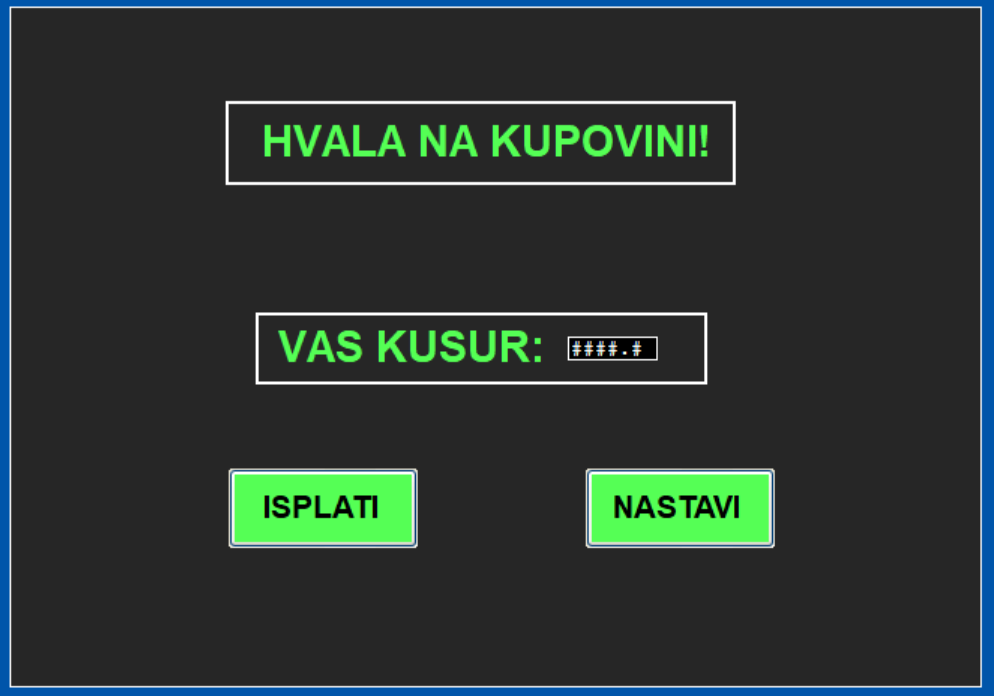 HVALA NA KUPOVINI!
VAS KUSUR: ####.#
ISPLATI
NASTAVI